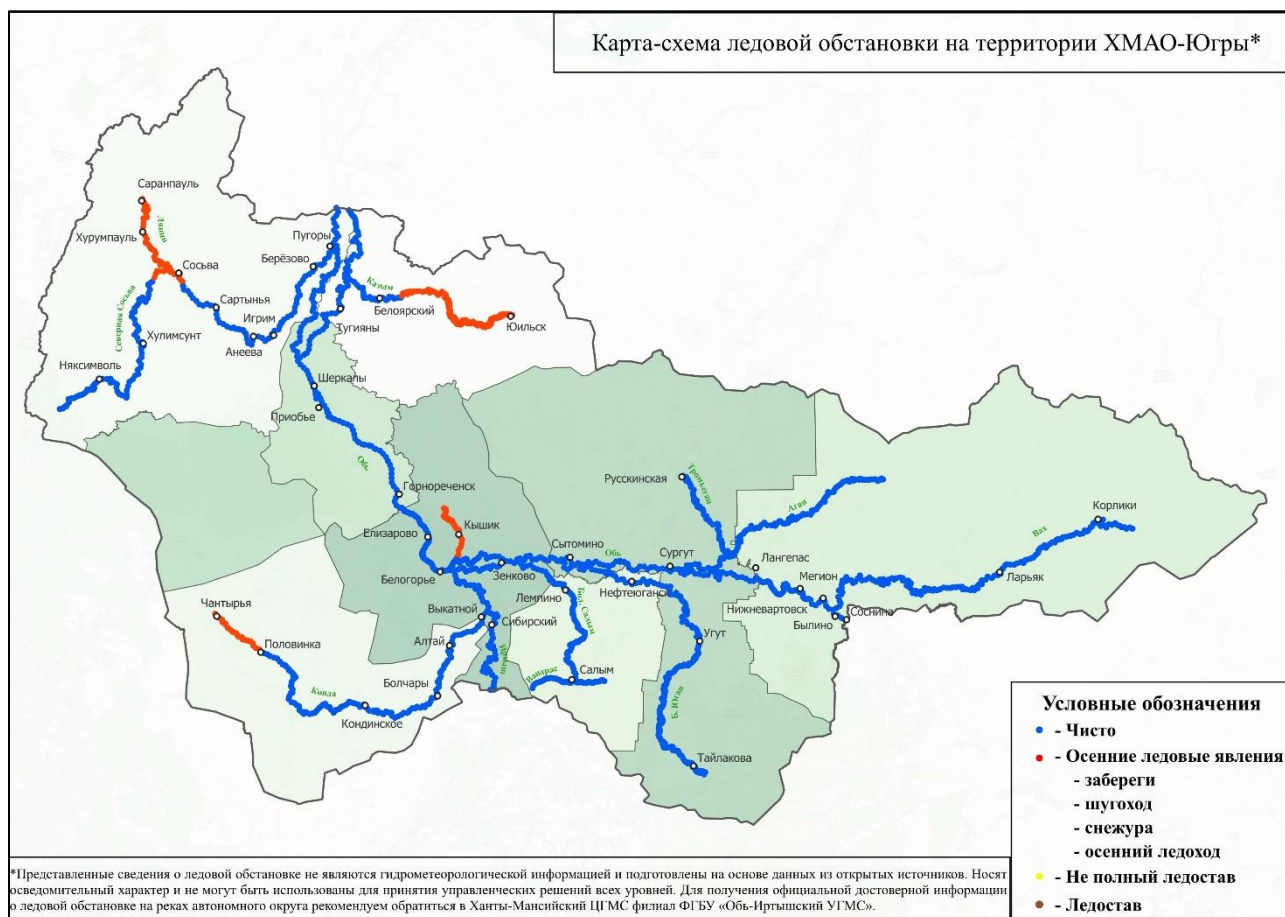 Карта-схема ледовой обстановки на территории ХМАО-Югры*
Саранпауль
Ляпин
Хурумпауль
Сосьва
Северная Сосьва
Сартынья
Хулимсунт
Игрим
Анеева
Няксимволь
Пугоры
Берёзово
Казым
Белоярский
Юильск
Тугияны
Шеркалы
Приобье
Обь
Горнореченск
Русскинская
Тромъеган
Аган
Корлики
Вах
Кышик
Елизарово
Сытомино
Обь
Сургут
Лангепас
Белогорье
Зенково
Мегион
Ларьяк
Лемпино
Нефтеюганск
Нижневартовск
Соснина
Былино
Бол. Салым
Чантырья
Выкатной
Сибирский
Угут
Половинка
Алтай
Иртыш
Вандрас
Салым
Болчары
Конда
Б. Юган
Кондинское
Тайлакова
Условные обозначения
- Чисто
- Осенние ледовые явления
- забереги
- шугоход
- снежура
- осенний ледоход
- Не полный ледостав
- Ледостав
*Представленные сведения о ледовой обстановке не являются гидрометеорологической информацией и подготовлены на основе данных из открытых источников. Носят
осведомительный характер и не могут быть использованы для принятия управленческих решений всех уровней. Для получения официальной достоверной информации
о ледовой обстановке на реках автономного округа рекомендуем обратиться в Ханты-Мансийский ЦГМС филиал ФГБУ «Обь-Иртышский УГМС».